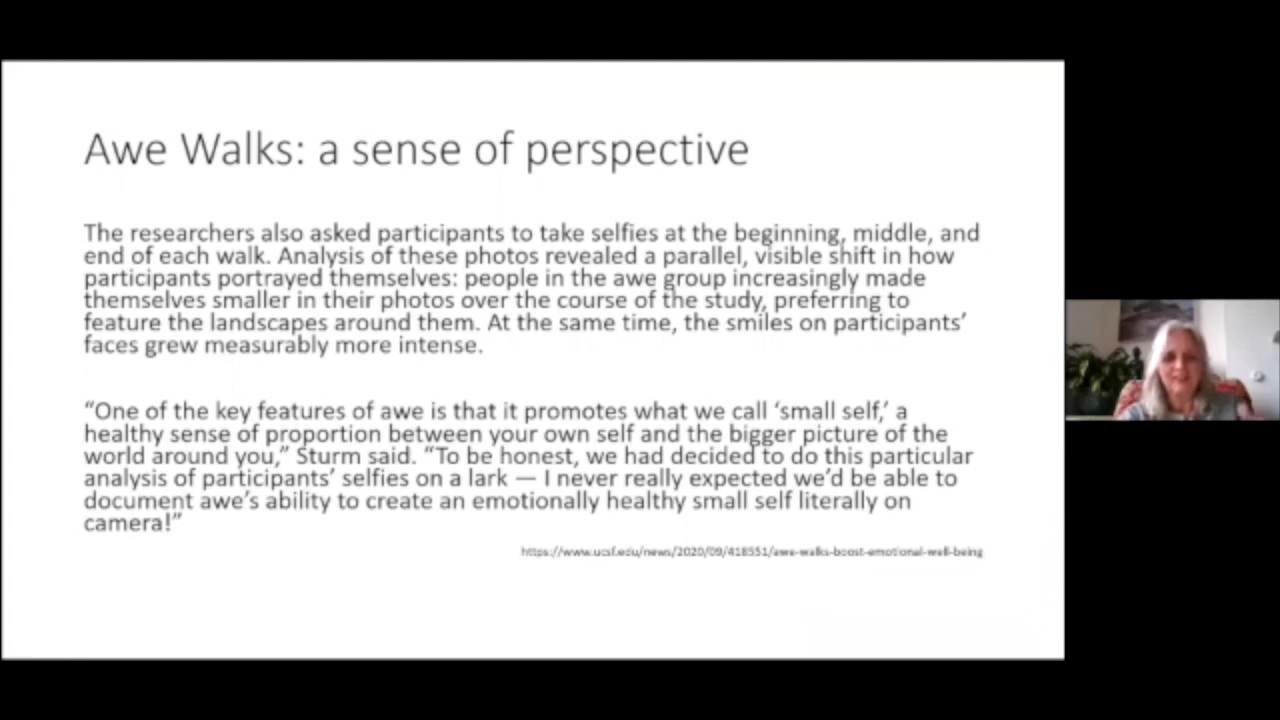 Awe Walks: a sense of perspective
The researchers also asked participants to take selfies at the beginning, middle, and
end of each walk. Analysis of these photos revealed a parallel, visible shift in how
participants portrayed themselves: people in the awe group increasingly made
themselves smaller in their photos over the course of the study, preferring to
feature the landscapes around them. At the same time, the smiles on participants’
faces grew measurably more intense.
“One of the key features of awe is that it promotes what we call ‘small self,’ a
healthy sense of proportion between your own self and the bigger picture of the
world around you,” Sturm said. “To be honest, we had decided to do this particular
analysis of participants’ selfies on a lark — I never really expected we’d be able to
document awe’s ability to create an emotionally healthy small self literally on
camera!”
https://www.ucsf.edu/news/2020/09/418551/awe-walks-boost-emotional-well-being